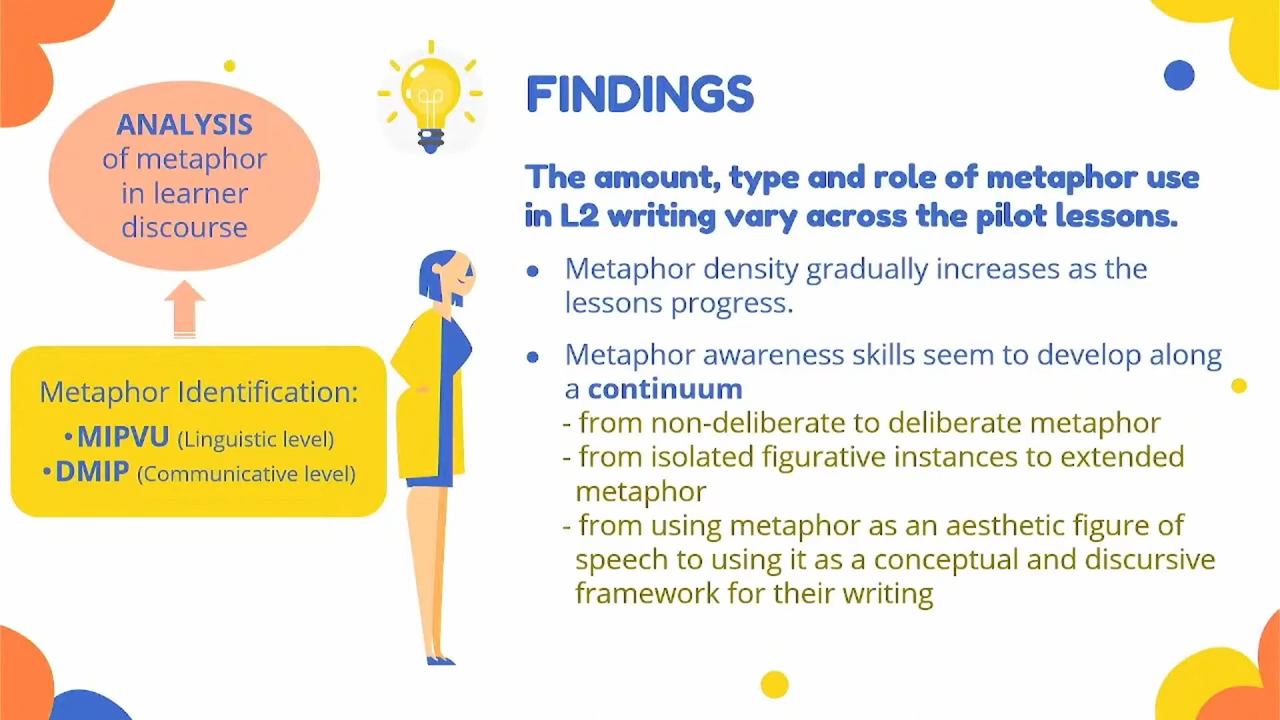 ANALYSIS
of metaphor
in learner
discourse
Metaphor Identification:
•MIPVU (Linguistic level)
•DMIP (Communicative level)
FINDINGS
The amount, type and role of metaphor use
in L2 writing vary across the pilot lessons.
● Metaphor density gradually increases as the
lessons progress.
● Metaphor awareness skills seem to develop along
a continuum
- from non-deliberate to deliberate metaphor
- from isolated figurative instances to extended
metaphor
- from using metaphor as an aesthetic figure of
speech to using it as a conceptual and discursive
framework for their writing